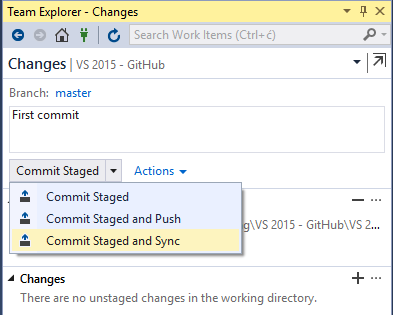 Team Explorer - Changes
Search Work Items (Ctrl+ć)
Changes | VS 2015 - GitHub
Branch: master
First commit
Commit Staged Actions
Commit Staged
Commit Staged and Push
g\VS 2015 - GitHub\VS 2...
Commit Staged and Sync
Changes
There are no unstaged changes in the working directory.